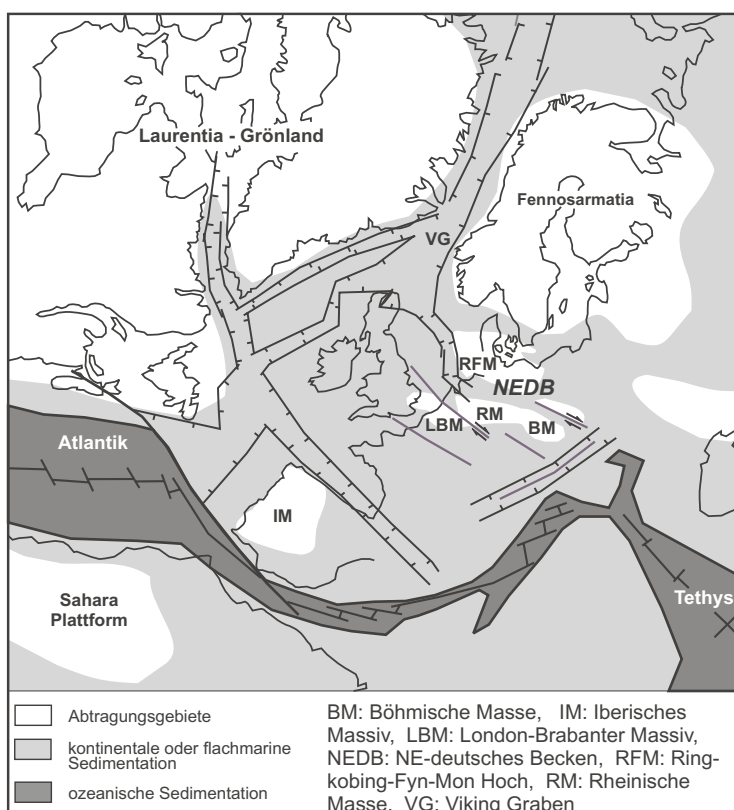 Laurentia - Grönland
Fennosarmatia
VG
RFM
NEDB
RM
LBM
BM
Atlantik
IM
Sahara
Plattform
Tethys
Abtragungsgebiete
kontinentale oder flachmarine
Sedimentation
ozeanische Sedimentation
BM: Böhmische Masse, IM: Iberisches
Massiv, LBM: London-Brabanter Massiv,
NEDB: NE-deutsches Becken, RFM: Ring-
kobing-Fyn-Mon Hoch, RM: Rheinische
Masse, VG: Viking Graben